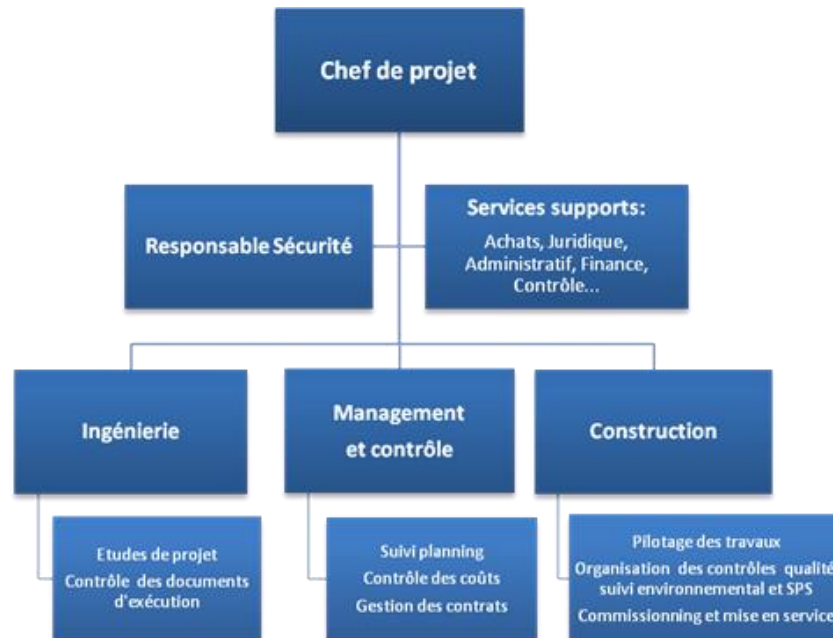 Chef de projet
Responsable Sécurité
Services supports:
Achats, Juridique,
Administratif, Finance,
Contrôle...
Ingénierie
Management
et contrôle
Construction
Etudes de projet
Contrôle des documents
d'exécution
Suivi planning
Contrôle des coûts
Gestion des contrats
Pilotage des travaux
Organisation des contrôles qualité
suivi environmental et SPS
Commissionning et mise en service